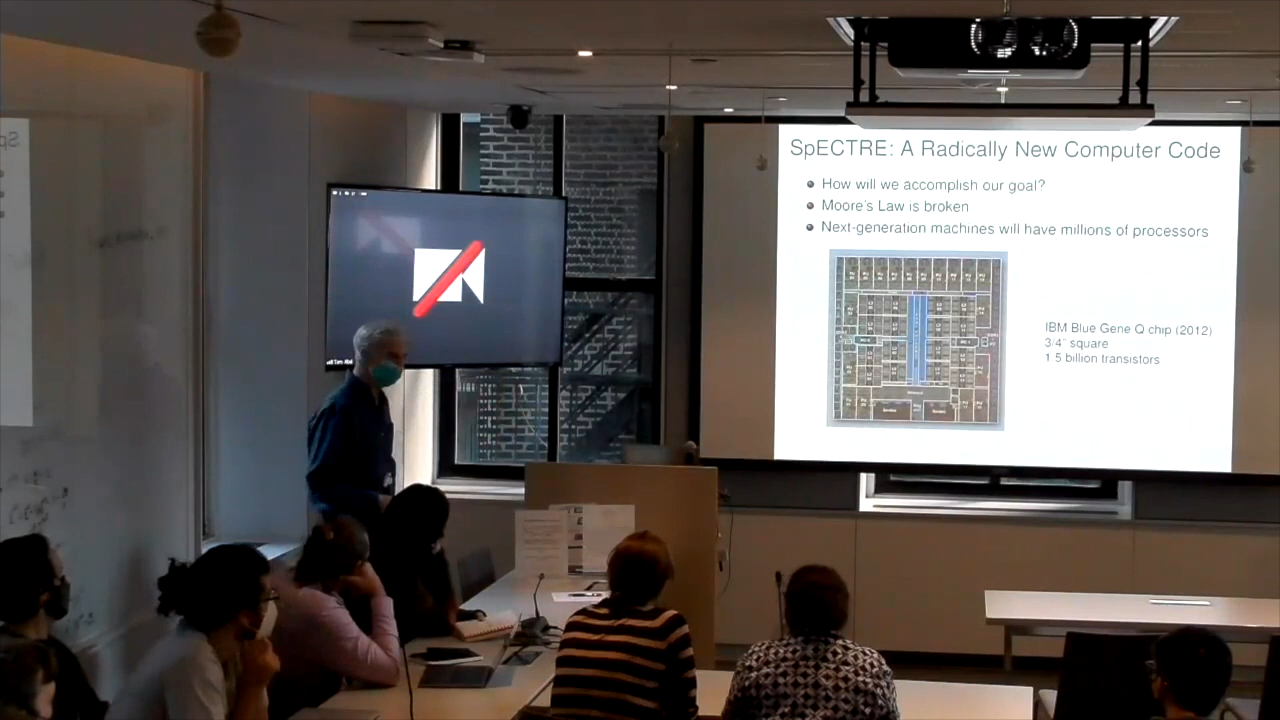 SpECTRE: A Radically New Computer Code
How will we accomplish our goal?
Moore's Law is broken
Next-generation machines will have millions of processors
IBM Blue Gene Q chip (2012)
3/4" square
1.5 billion transistors